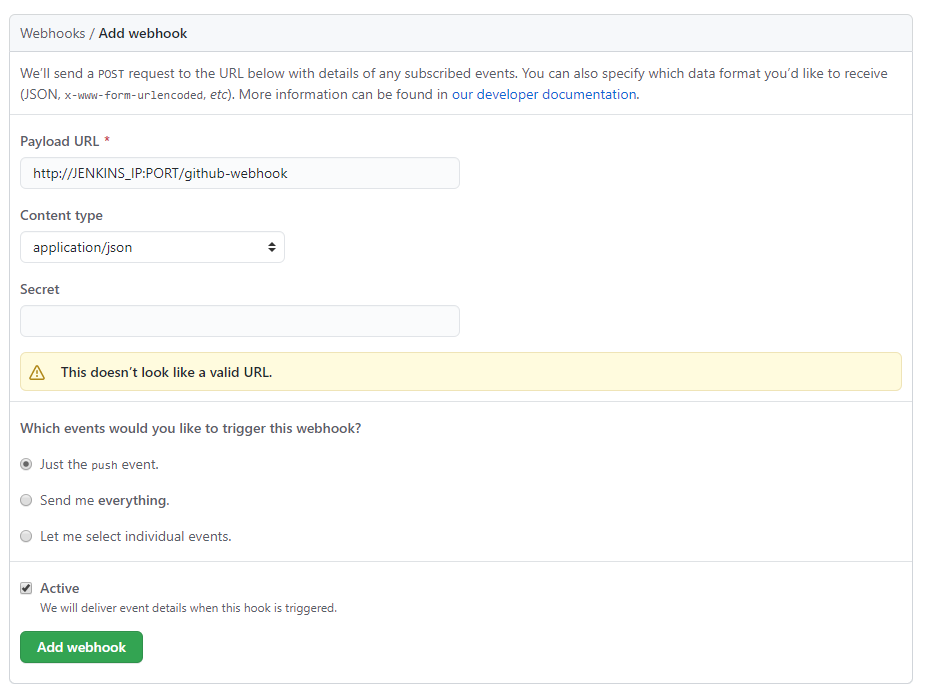 Webhooks / Add webhook
We'll send a POST request to the URL below with details of any subscribed events. You can also specify which data format you'd like to receive
(JSON, x-www-form-urlencoded, etc). More information can be found in our developer documentation.
Payload URL *
http://JENKINS_IP:PORT/github-webhook
Content type
application/json
Secret
This doesn't look like a valid URL.
Which events would you like to trigger this webhook?
Just the push event.
Send me everything.
Let me select individual events.
Active
We will deliver event details when this hook is triggered.
Add webhook